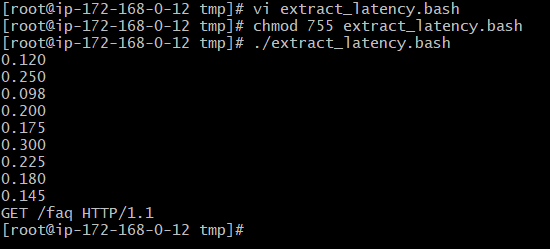 [root@ip-172-168-0-12 tmp]# vi extract_latency.bash
[root@ip-172-168-0-12 tmp]# chmod 755 extract_latency.bash
[root@ip-172-168-0-12 tmp]# ./extract_latency.bash
0.120
0.250
0.098
0.200
0.175
0.300
0.225
0.180
0.145
GET /faq HTTP/1.1
[root@ip-172-168-0-12 tmp]#